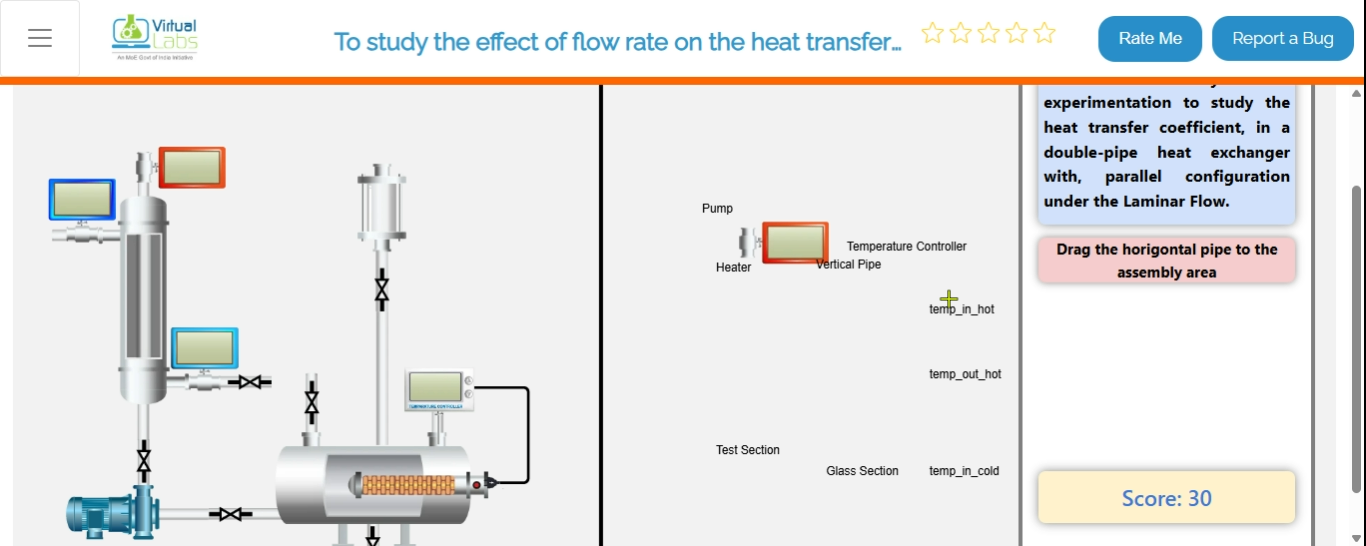 Virtual
Labs
An MoE Govt of India Initiative
To study the effect of flow rate on the heat transfer...
Rate Me
Report a Bug
experimentation to study the
heat transfer coefficient, in a
double-pipe heat exchanger
with, parallel configuration
under the Laminar Flow.
Drag the horigontal pipe to the
assembly area
Score: 30
Pump
Temperature Controller
Heater
Vertical Pipe
temp_in_hot
temp_out_hot
Test Section
Glass Section
temp_in_cold
TEMPERATURE CONTROLLER